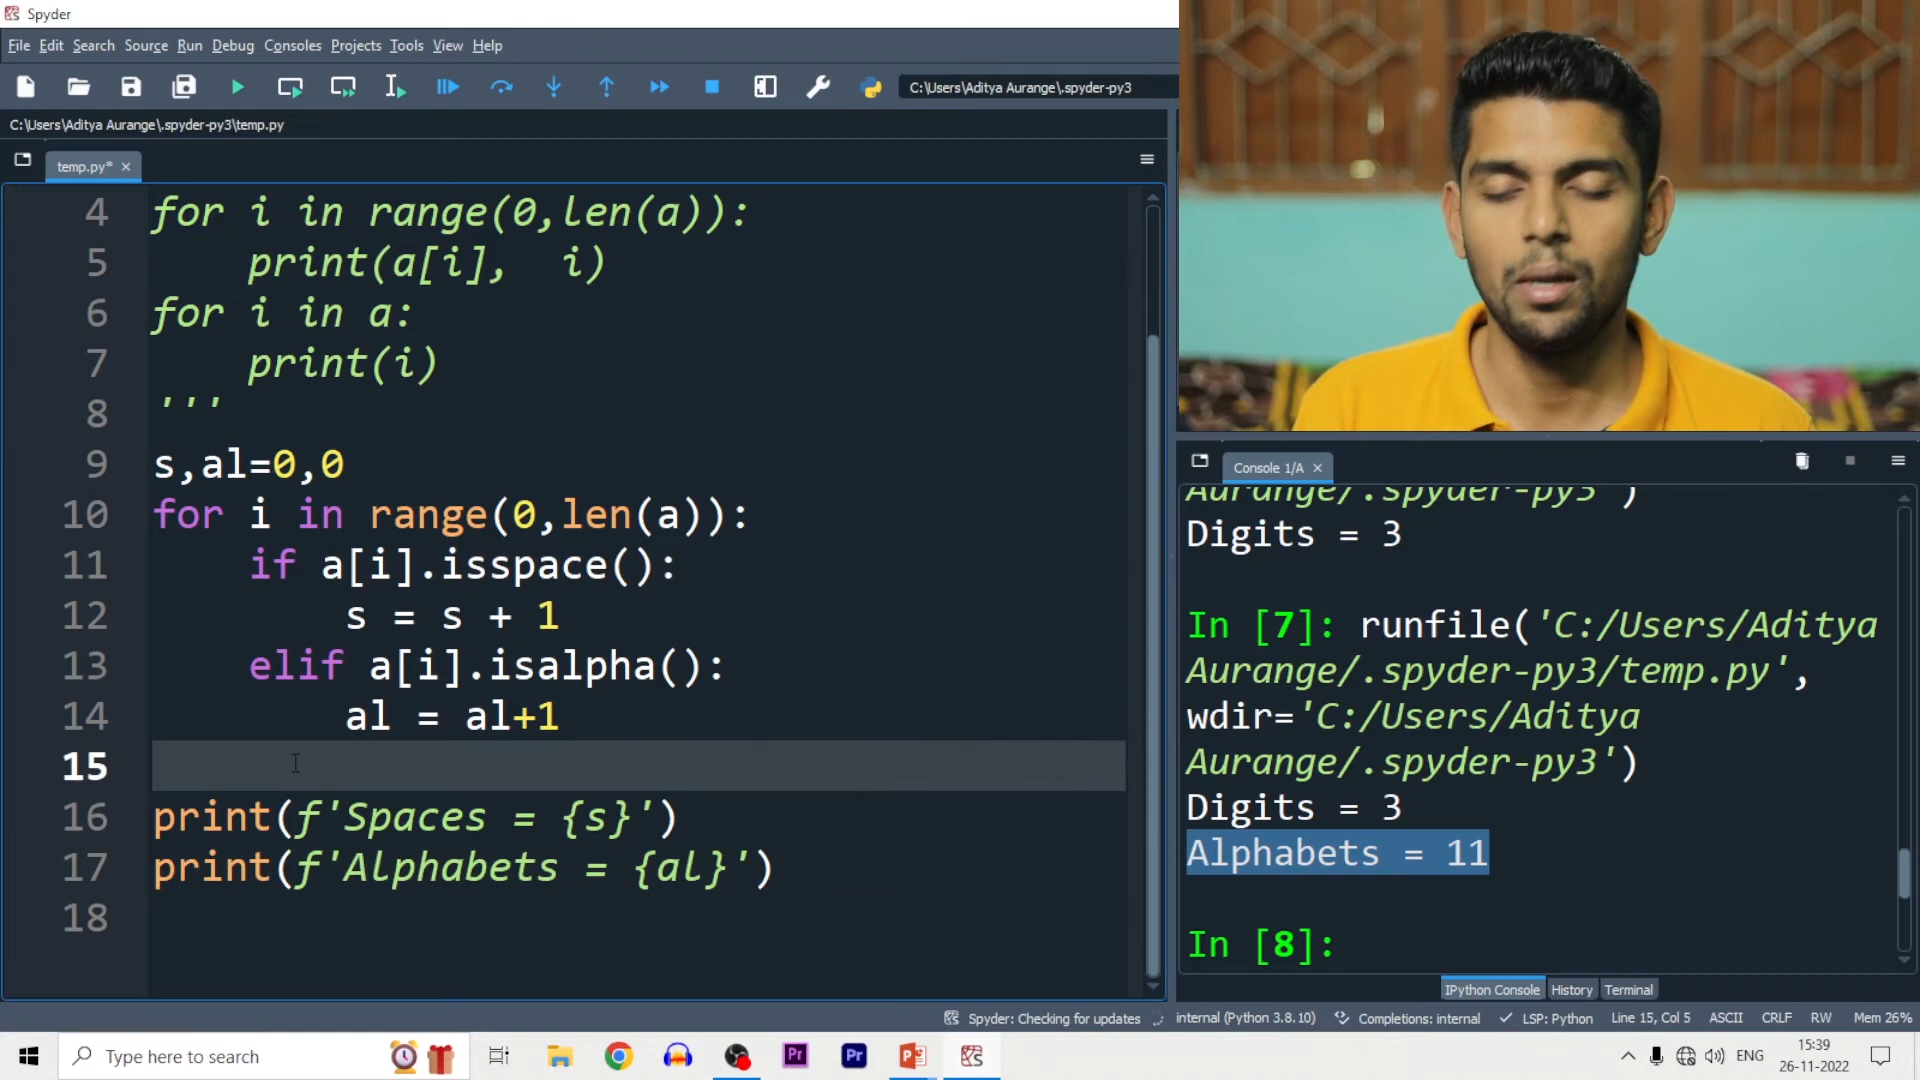 Spyder
File Edit Search Source Run Debug Consoles Projects Tools View Help
C:\Users\Aditya Aurange\.spyder-py3
C:\Users\Aditya Aurange\.spyder-py3\temp.py
temp.py*
4 for i in range(0,len(a)):
5 print(a[i], i)
6 for i in a:
7 print(i)
8 '''
9 s,al=0,0
10 for i in range(0,len(a)):
11 if a[i].isspace():
12 s = s + 1
13 elif a[i].isalpha():
14 al = al+1
15
16 print(f'Spaces = {s}')
17 print(f'Alphabets = {al}')
18
Console 1/A
Aurange/.spyder-py3')
Digits = 3
In [7]: runfile('C:/Users/Aditya
Aurange/.spyder-py3/temp.py',
wdir='C:/Users/Aditya
Aurange/.spyder-py3')
Digits = 3
Alphabets = 11
In [8]:
IPython Console History Terminal
Spyder: Checking for updates internal (Python 3.8.10) Completions: internal LSP: Python Line 15, Col 5 ASCII CRLF RW Mem 26%
Type here to search
Pr Pr
ENG
15:39
26-11-2022